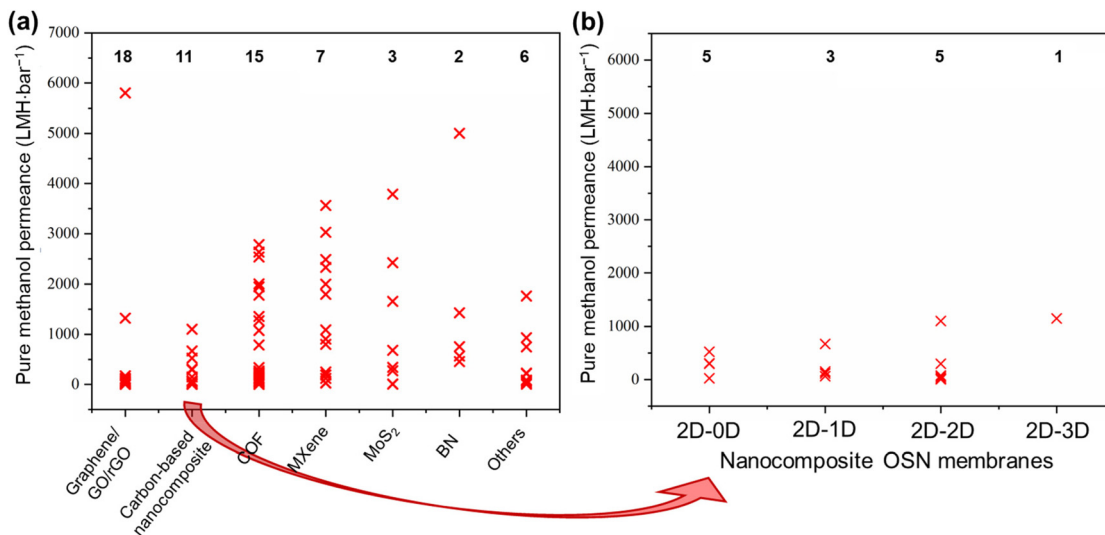 (a)
7000
6000
5000
4000
3000
2000
1000
0
Pure methanol permeance (LMH·bar⁻¹)
18 11 15 7 3 2 6
Graphene/
GO/rGO
Carbon-based
nanocomposite
COF
MXene
MoS₂
BN
Others
(b)
6000
5000
4000
3000
2000
1000
0
Pure methanol permeance (LMH·bar⁻¹)
5 3 5 1
2D-0D 2D-1D 2D-2D 2D-3D
Nanocomposite OSN membranes